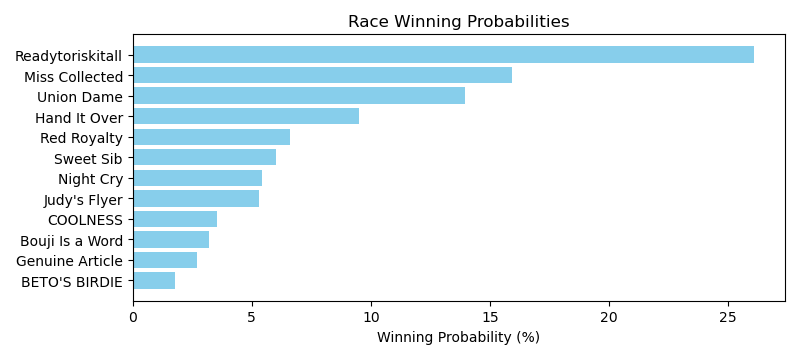 Race Winning Probabilities
Readytoriskitall
Miss Collected
Union Dame
Hand It Over
Red Royalty
Sweet Sib
Night Cry
Judy's Flyer
COOLNESS
Bouji Is a Word
Genuine Article
BETO'S BIRDIE
0 5 10 15 20 25
Winning Probability (%)